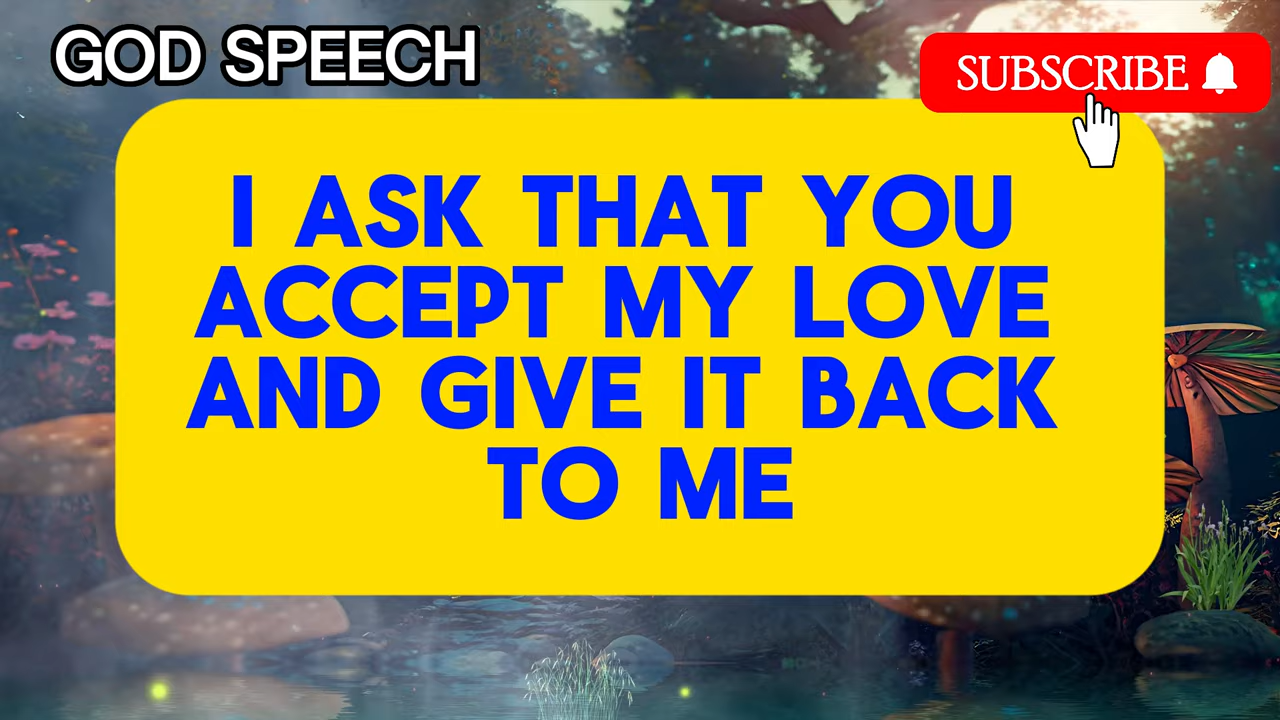 GOD SPEECH
SUBSCRIBE
I ASK THAT YOU
ACCEPT MY LOVE
AND GIVE IT BACK
TO ME